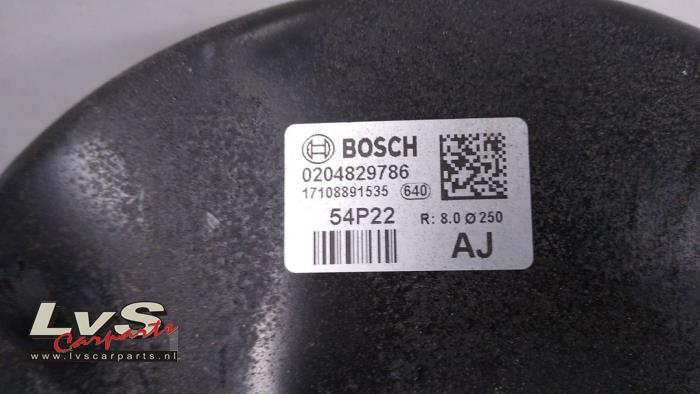 BOSCH
0204829786
17108891535 640
54P22 R: 8.0 Ø 250
AJ
LvS
Carparts
www.lvscarparts.nl